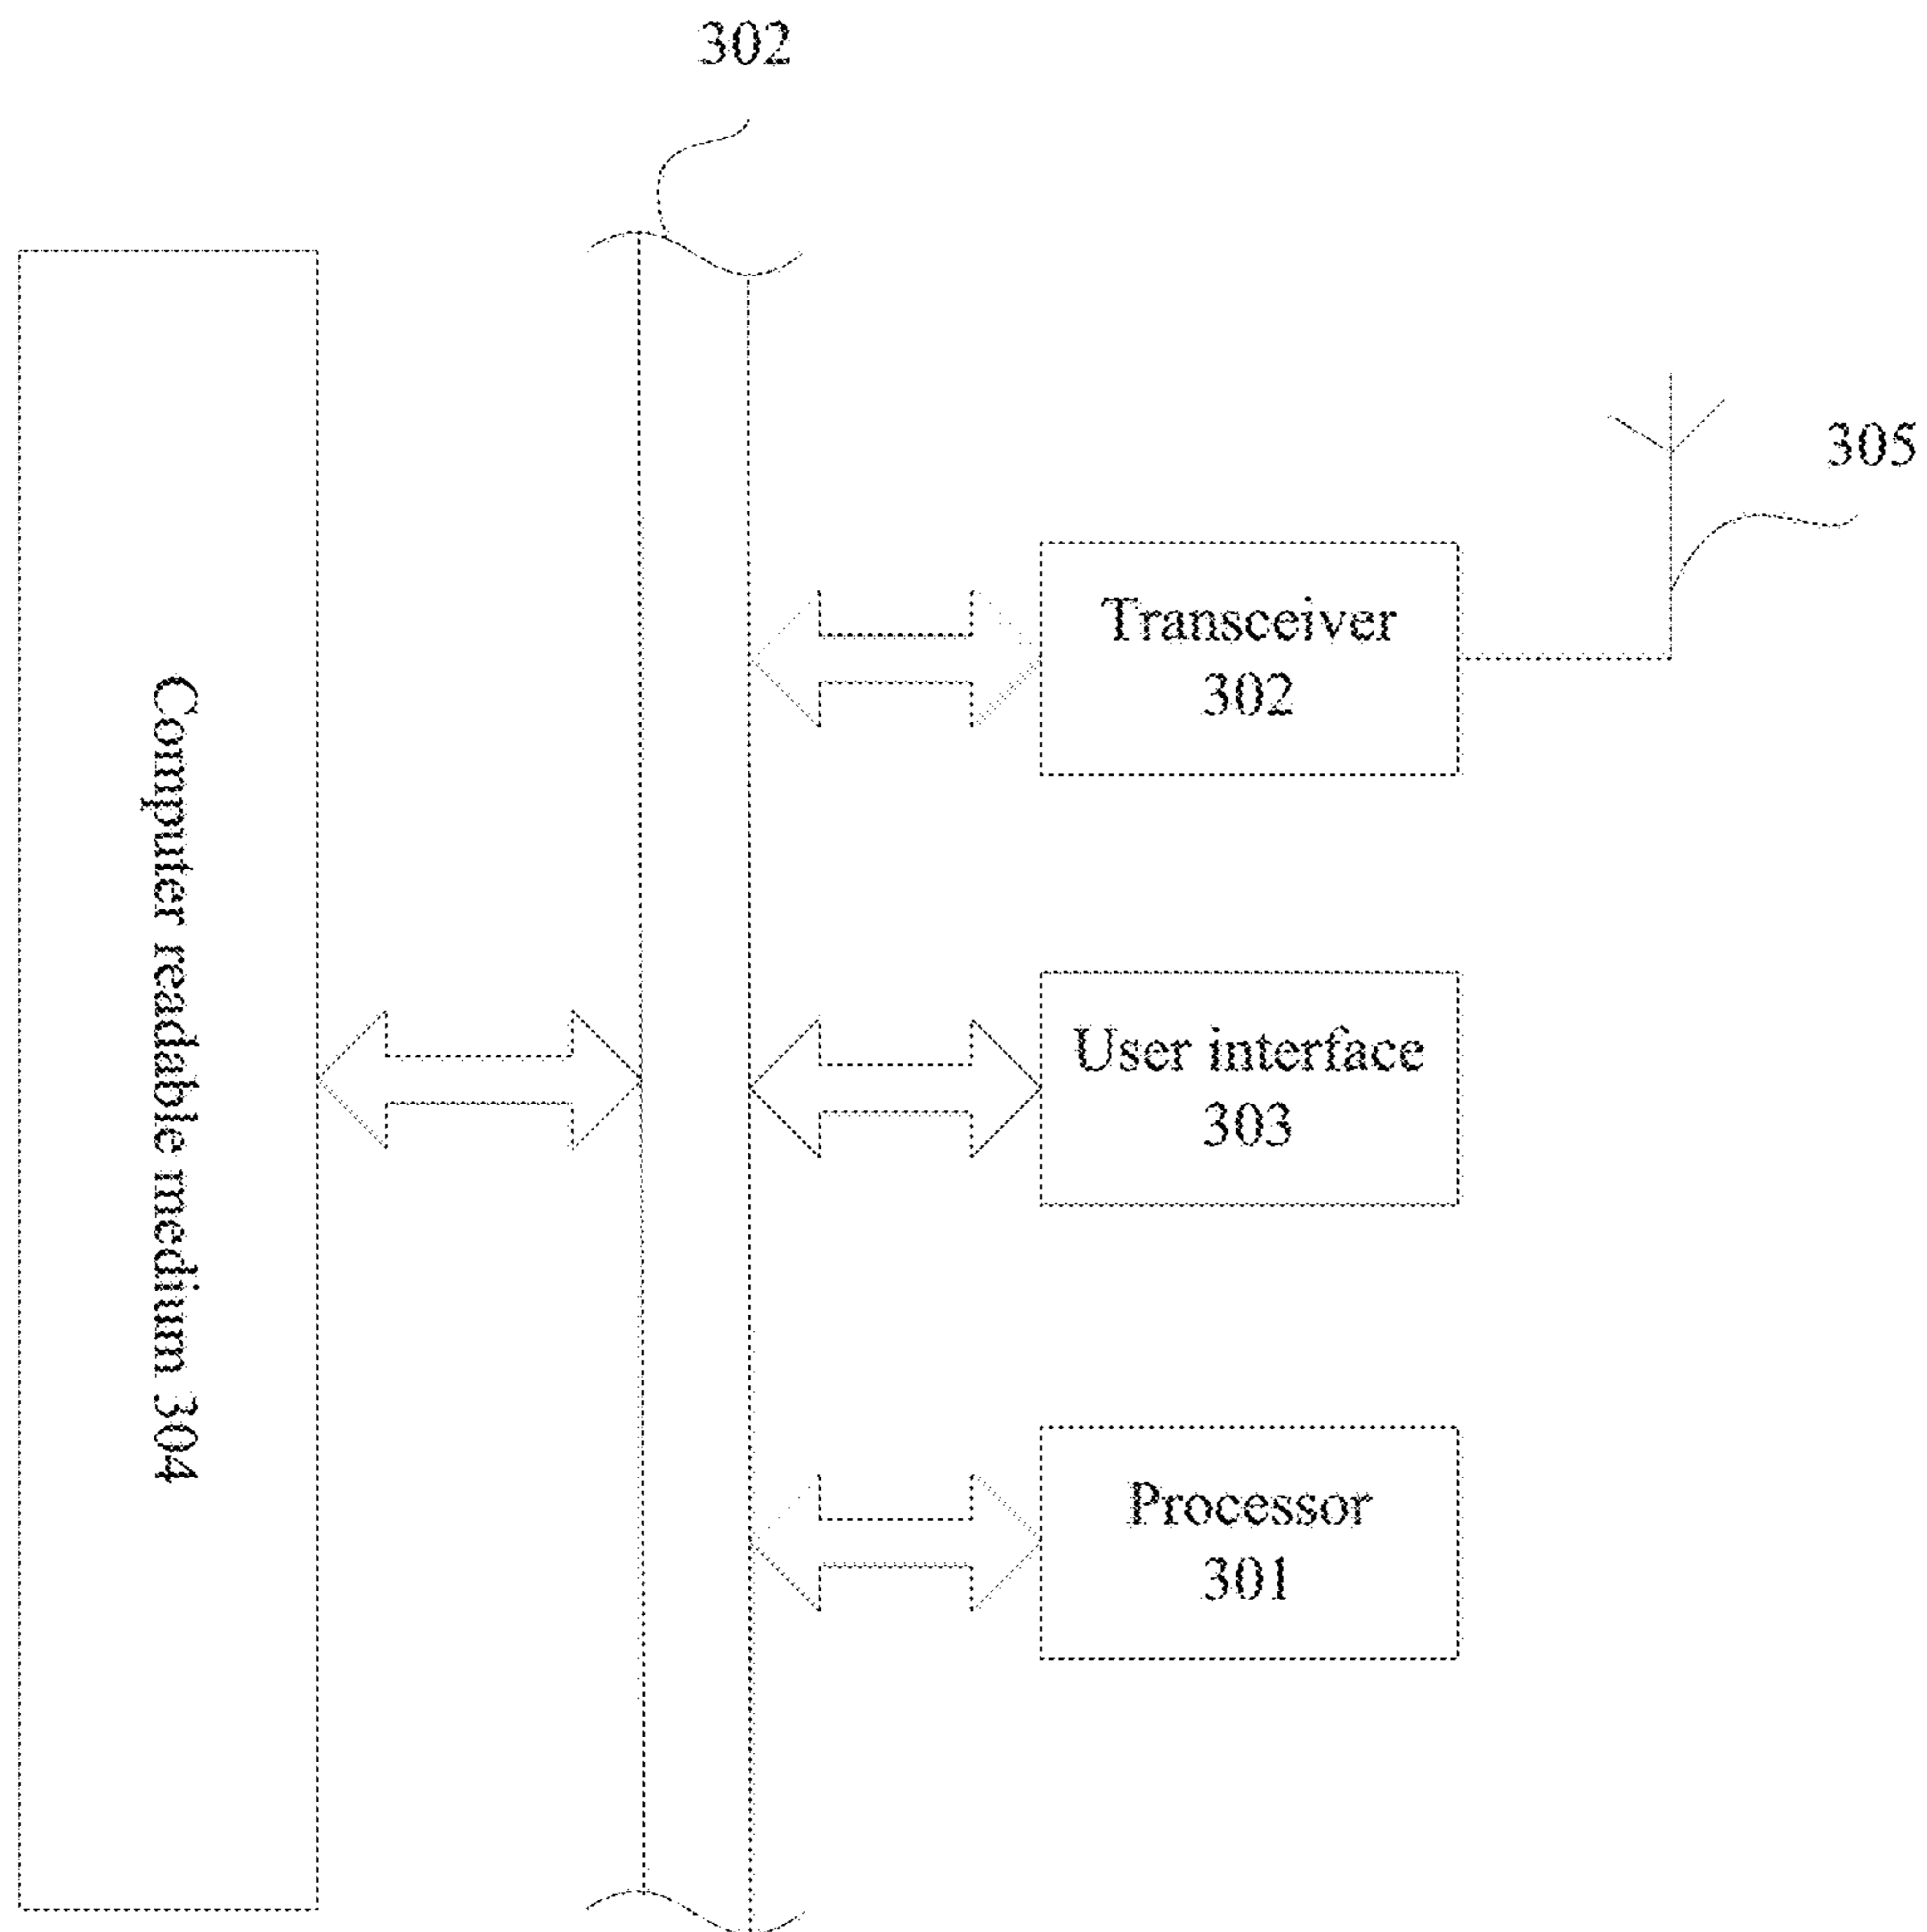 302
305
Transceiver
302
Computer readable medium 304
User interface
303
Processor
301